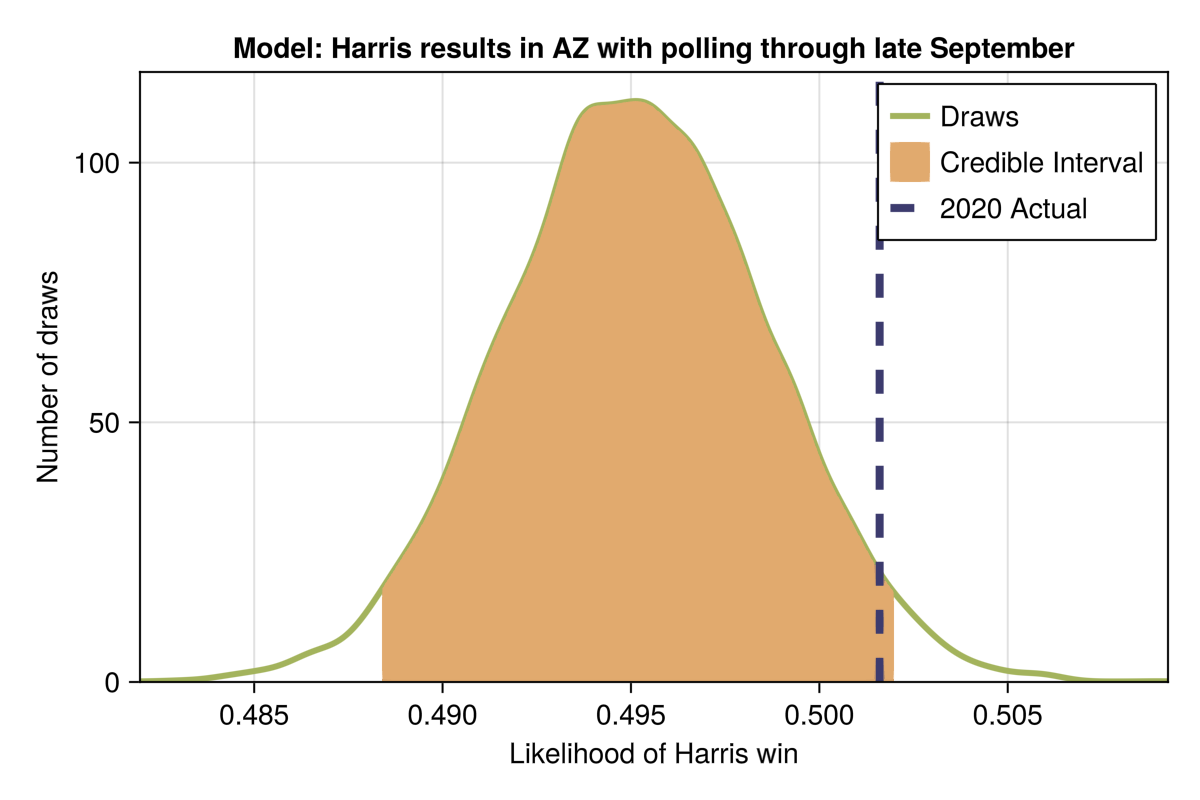 Model: Harris results in AZ with polling through late September
Draws
Credible Interval
2020 Actual
Number of draws
100
50
0
0.485
0.490
0.495
0.500
0.505
Likelihood of Harris win